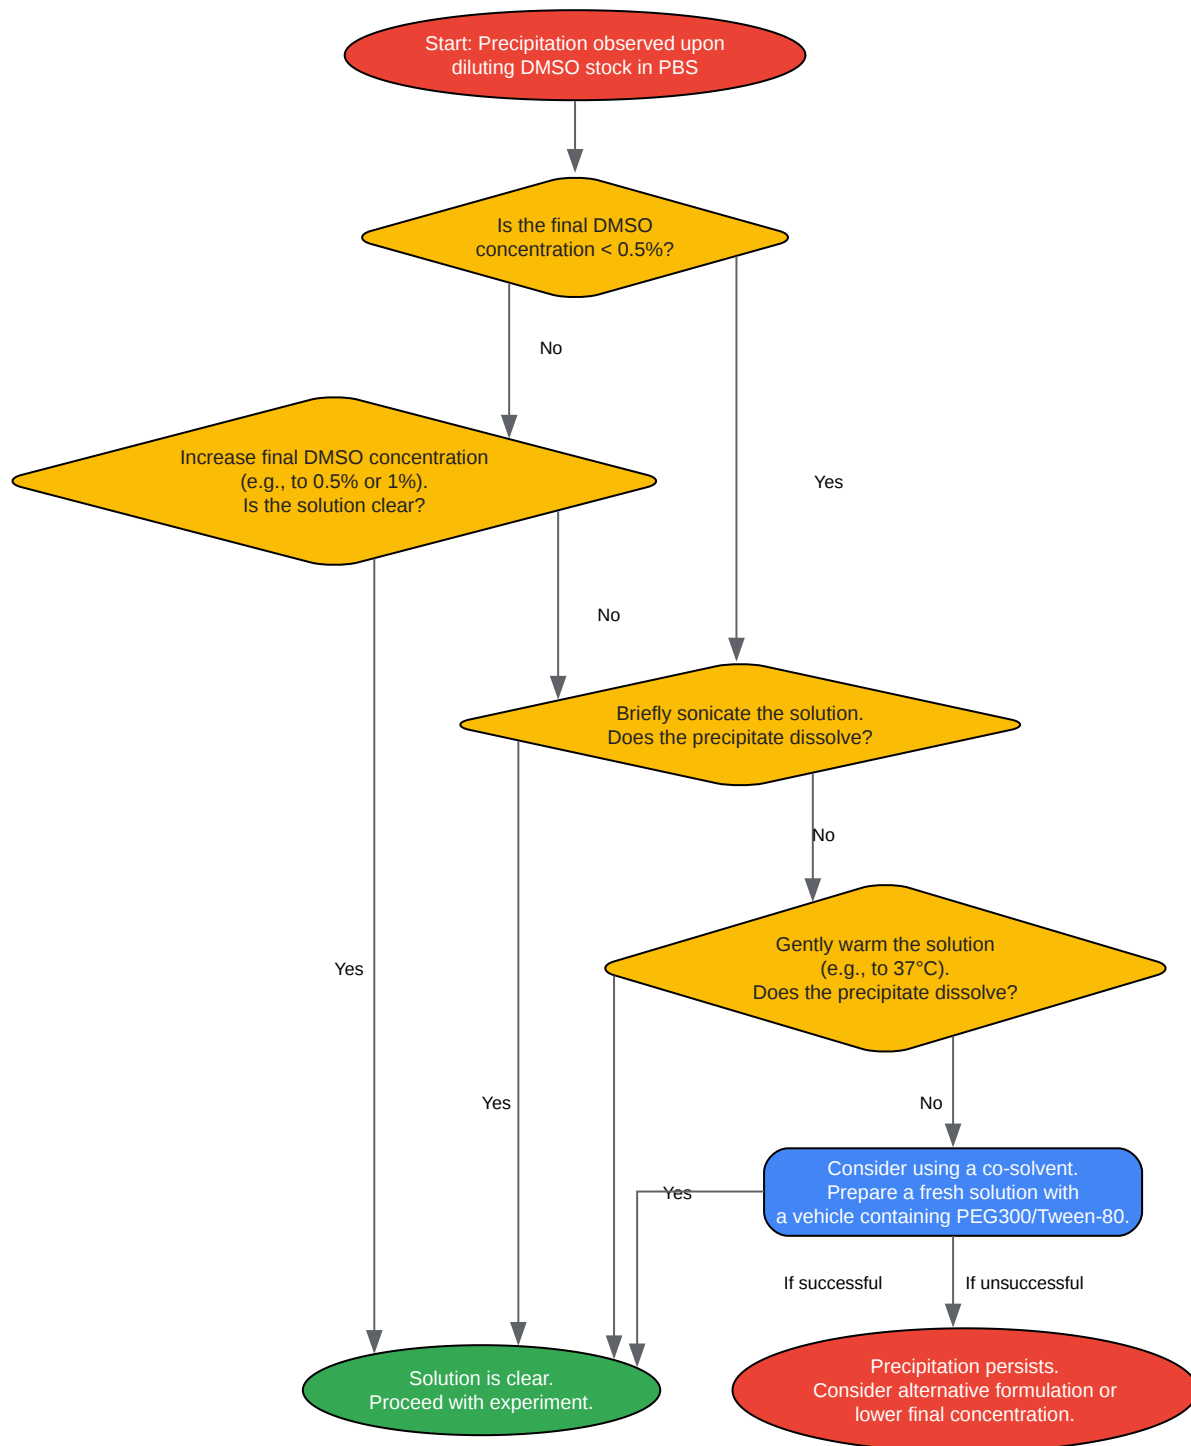 Start: Precipitation observed upon
diluting DMSO stock in PBS
Is the final DMSO
concentration < 0.5%?
No
Increase final DMSO concentration
(e.g., to 0.5% or 1%).
Is the solution clear?
Yes
No
Briefly sonicate the solution.
Does the precipitate dissolve?
No
Gently warm the solution
(e.g., to 37°C).
Does the precipitate dissolve?
Yes
Yes
No
Consider using a co-solvent.
Prepare a fresh solution with
a vehicle containing PEG300/Tween-80.
Yes
If successful
If unsuccessful
Solution is clear.
Proceed with experiment.
Precipitation persists.
Consider alternative formulation or
lower final concentration.